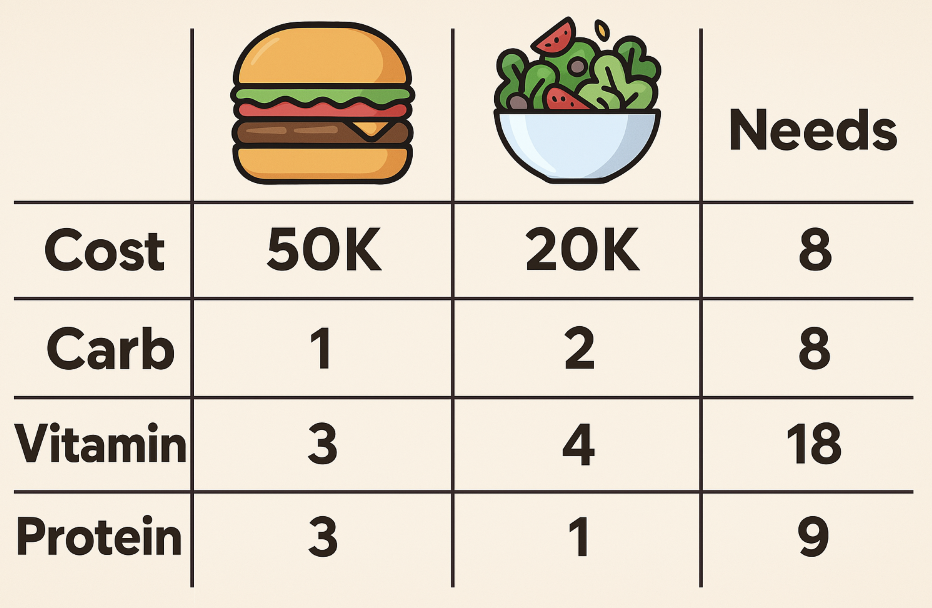 Needs
Cost 50K 20K 8
Carb 1 2 8
Vitamin 3 4 18
Protein 3 1 9